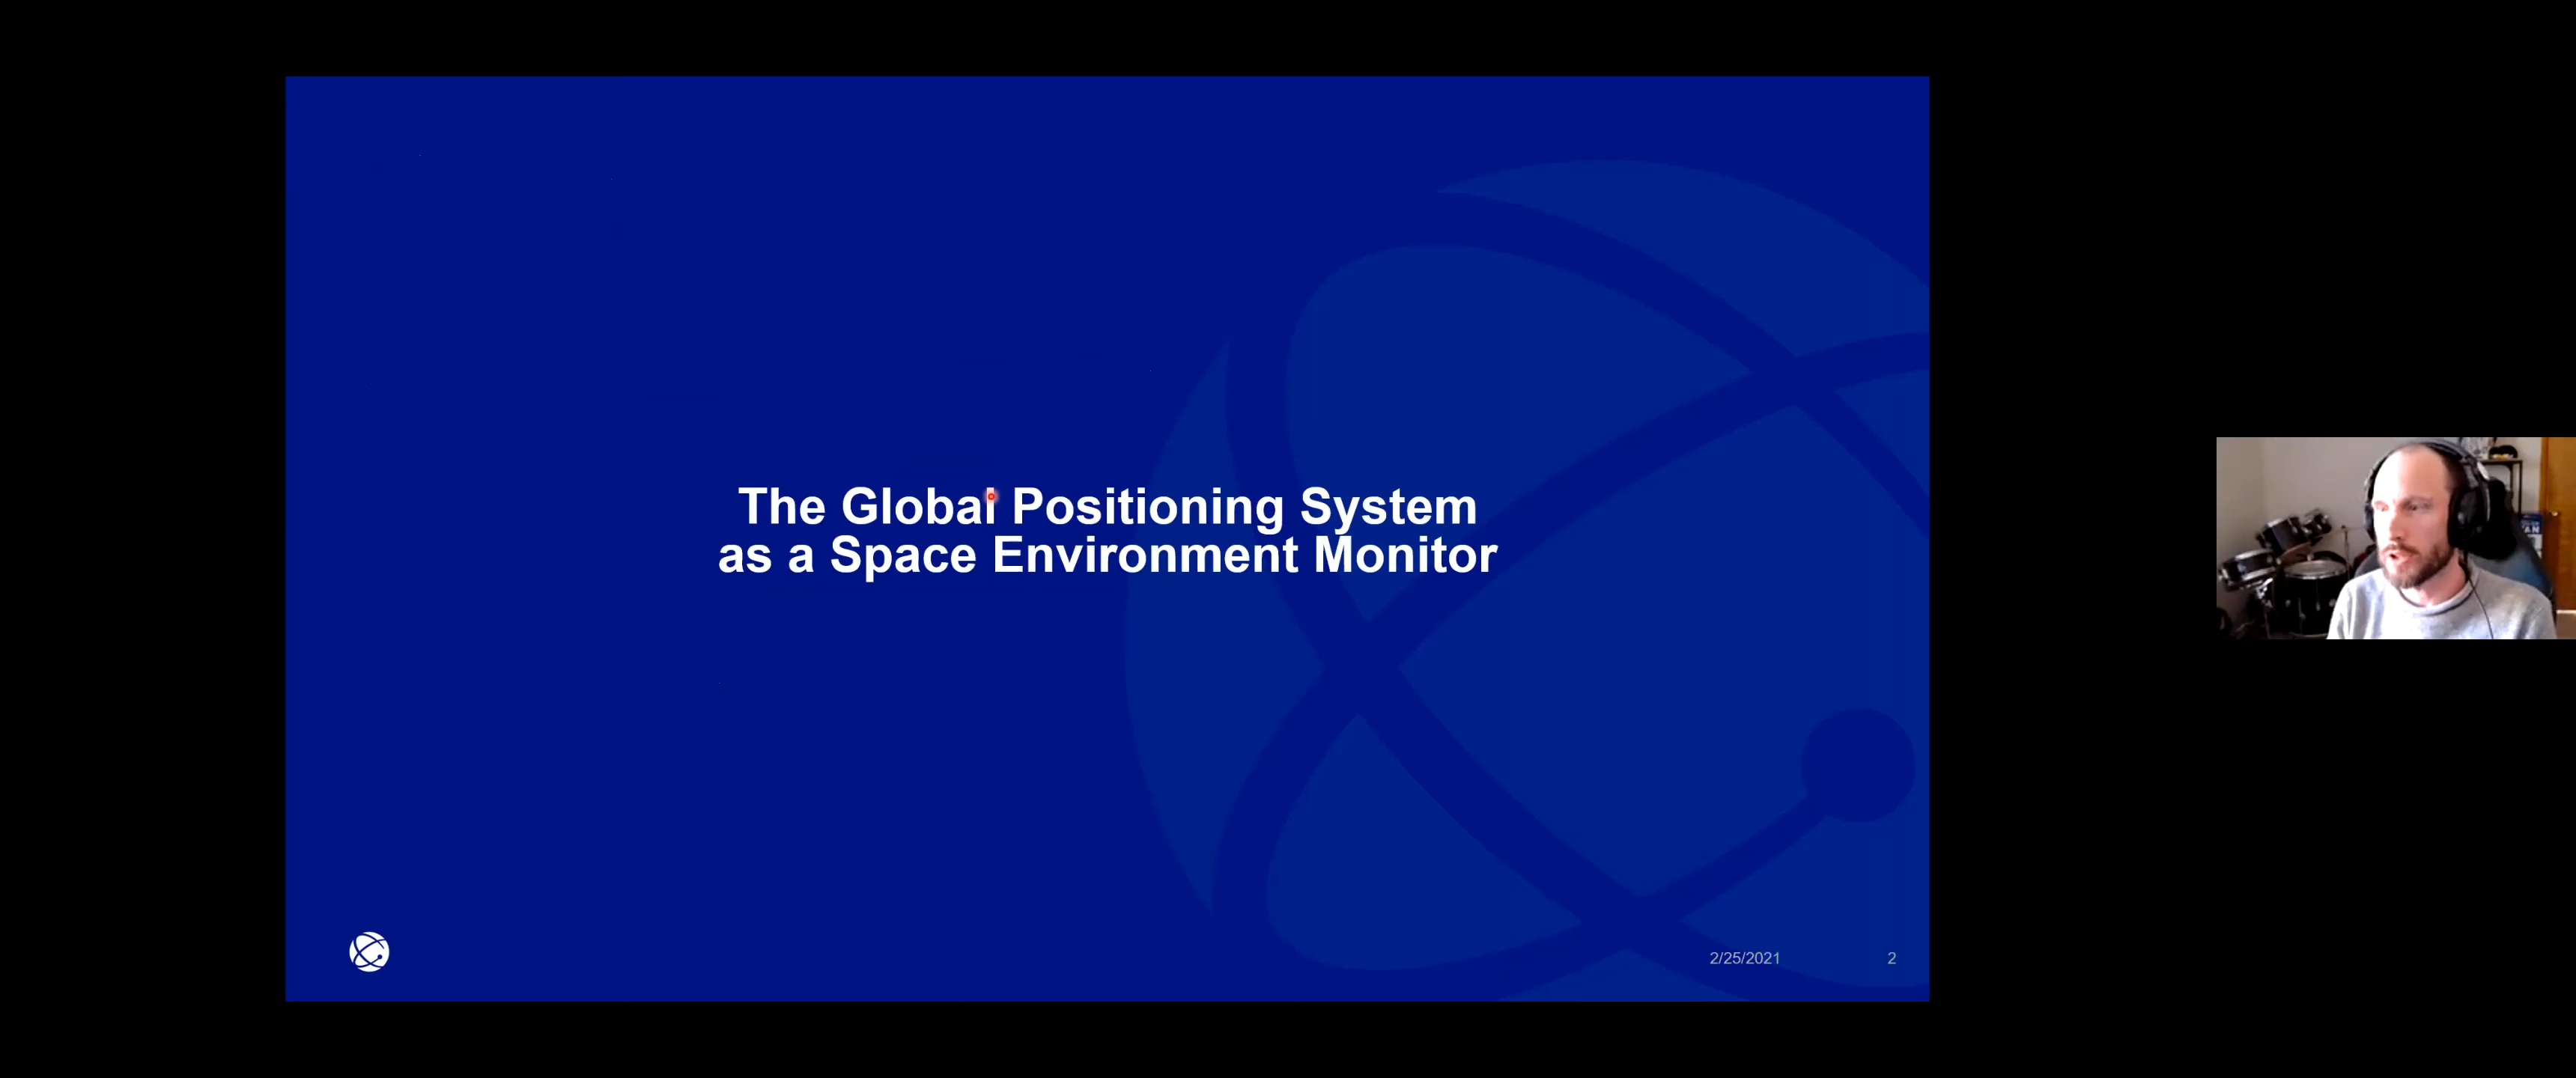 The Global Positioning System
as a Space Environment Monitor
2/25/2021 2